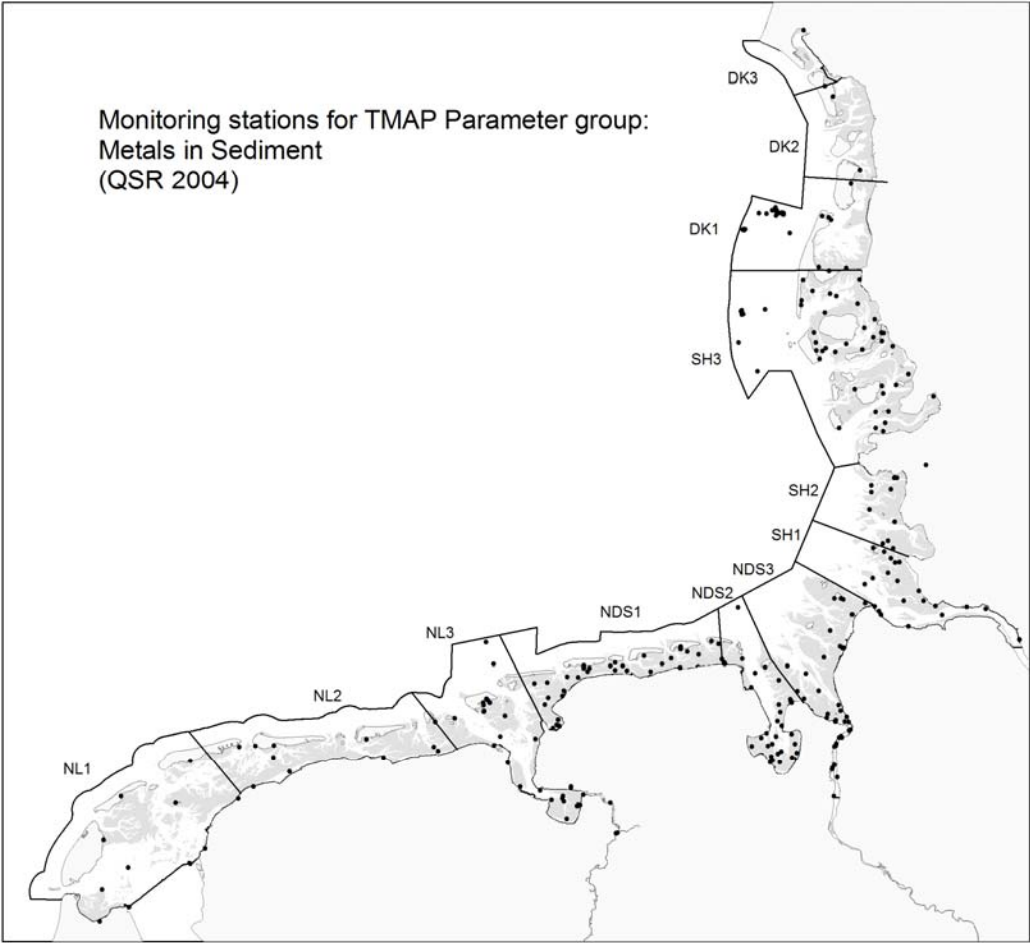 Monitoring stations for TMAP Parameter group:
Metals in Sediment
(QSR 2004)
DK3
DK2
DK1
SH3
SH2
SH1
NDS3
NDS2
NDS1
NL3
NL2
NL1